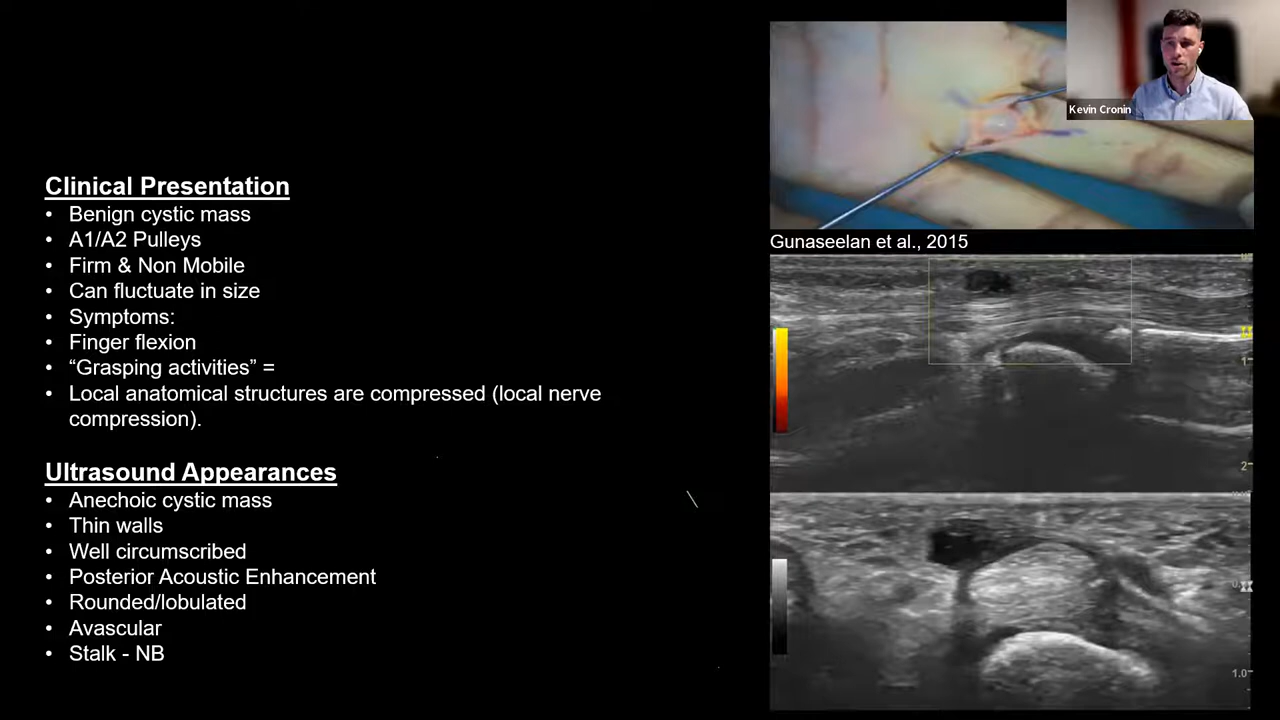 Clinical Presentation
• Benign cystic mass
• A1/A2 Pulleys
• Firm & Non Mobile
• Can fluctuate in size
• Symptoms:
• Finger flexion
• “Grasping activities” =
• Local anatomical structures are compressed (local nerve
compression).
Ultrasound Appearances
• Anechoic cystic mass
• Thin walls
• Well circumscribed
• Posterior Acoustic Enhancement
• Rounded/lobulated
• Avascular
• Stalk - NB
Kevin Cronin
Gunaseelan et al., 2015
1
2
1.0